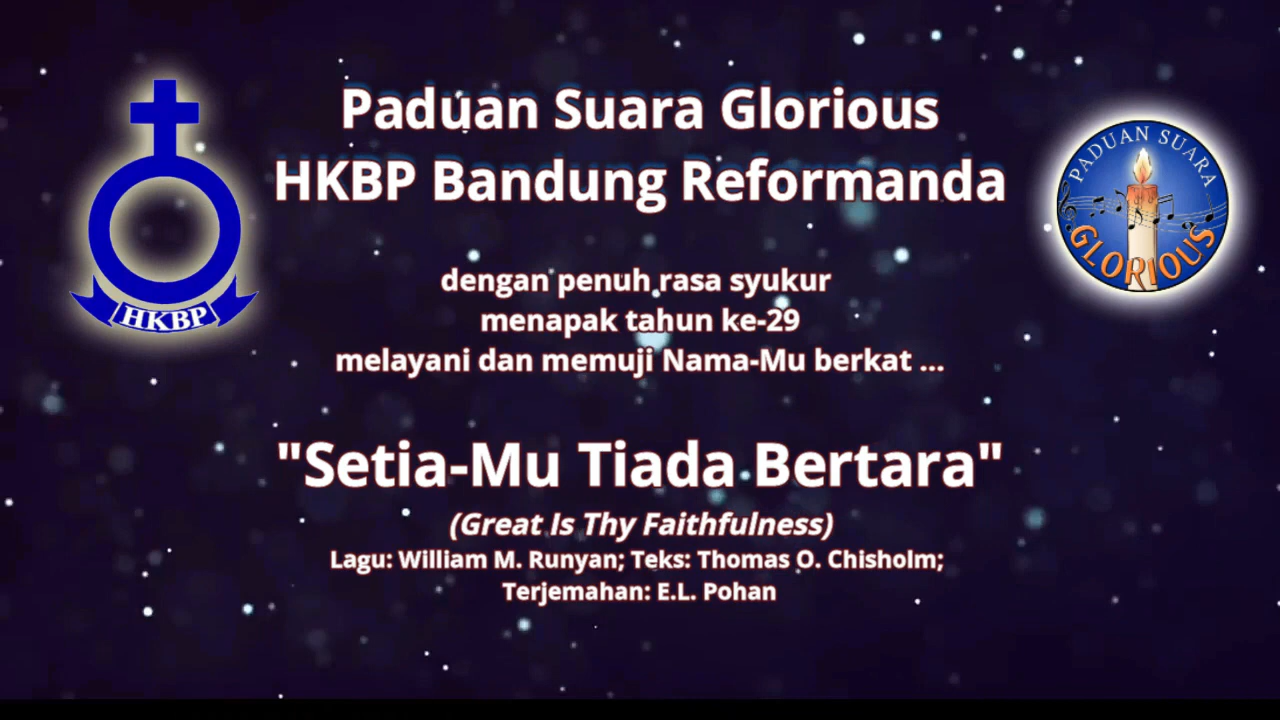 Paduan Suara Glorious
HKBP Bandung Reformanda
dengan penuh rasa syukur
menapak tahun ke-29
melayani dan memuji Nama-Mu berkat ...
"Setia-Mu Tiada Bertara"
(Great Is Thy Faithfulness)
Lagu: William M. Runyan; Teks: Thomas O. Chisholm;
Terjemahan: E.L. Pohan
HKBP
PADUAN SUARA
GLORIOUS